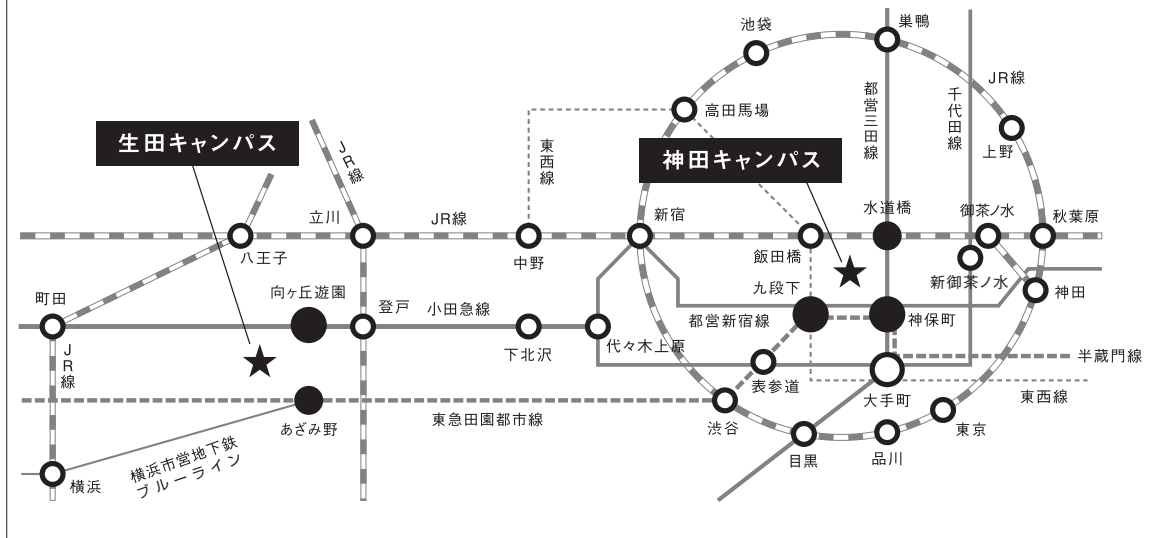 池袋
巣鴨
高田馬場
都営三田線
千代田線
JR線
上野
生田キャンパス
JR線
東西線
神田キャンパス
立川
JR線
新宿
水道橋
御茶ノ水
秋葉原
八王子
中野
飯田橋
新御茶ノ水
神田
町田
向ヶ丘遊園
登戸
小田急線
九段下
都営新宿線
神保町
JR線
下北沢
代々木上原
表参道
半蔵門線
大手町
東西線
あざみ野
東急田園都市線
渋谷
東京
目黒
品川
横浜
横浜市営地下鉄
ブルーライン